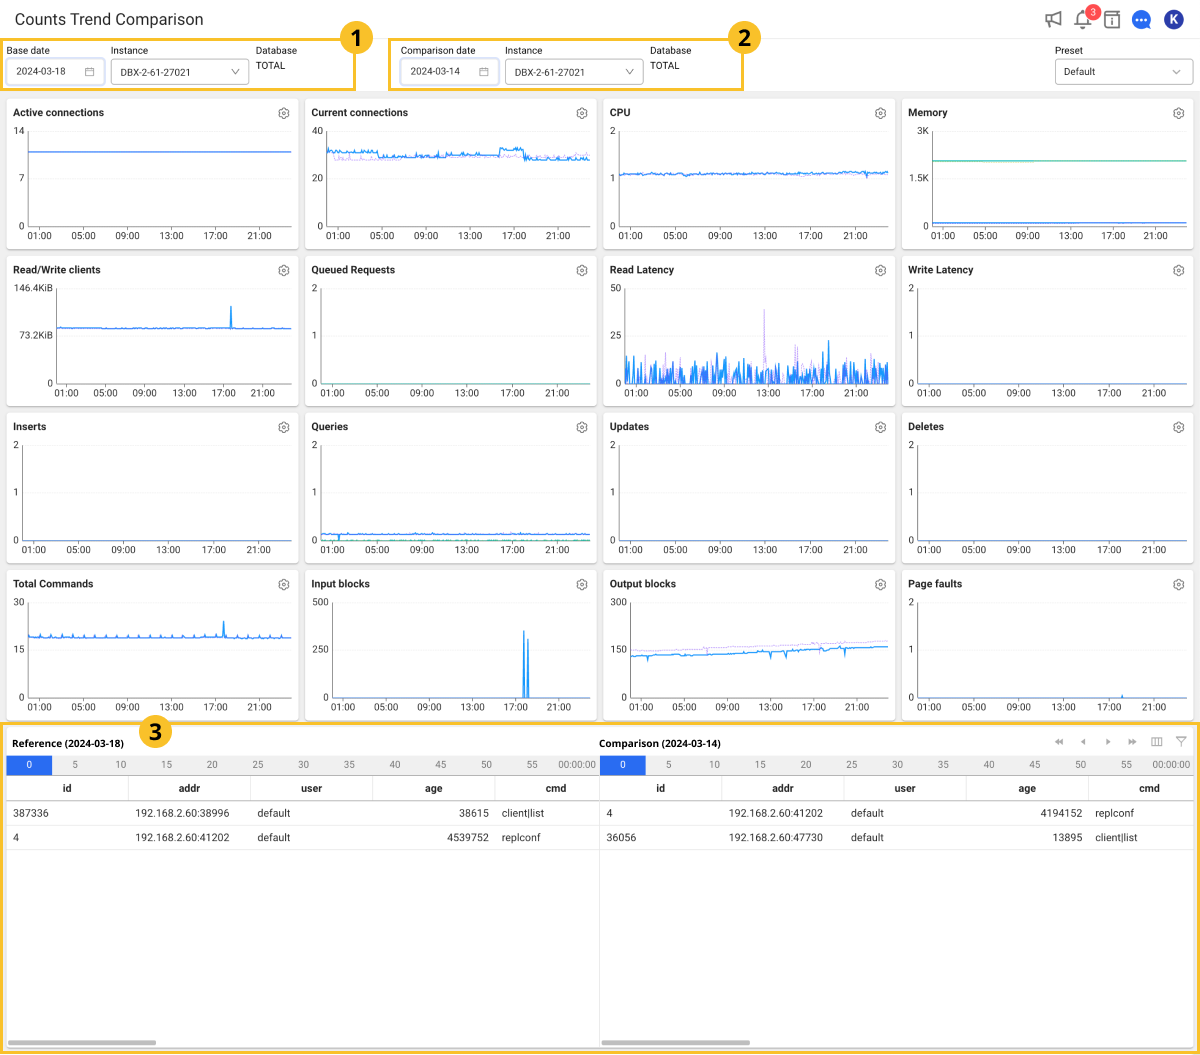 Counts Trend Comparison
3
K
1
2
Base date
Instance
Database
2024-03-18
DBX-2-61-27021
TOTAL
Comparison date
Instance
Database
2024-03-14
DBX-2-61-27021
TOTAL
Preset
Default
Active connections
14
7
0
01:00 05:00 09:00 13:00 17:00 21:00
Current connections
40
20
0
01:00 05:00 09:00 13:00 17:00 21:00
CPU
2
1
0
01:00 05:00 09:00 13:00 17:00 21:00
Memory
3K
1.5K
0
01:00 05:00 09:00 13:00 17:00 21:00
Read/Write clients
146.4KiB
73.2KiB
0
01:00 05:00 09:00 13:00 17:00 21:00
Queued Requests
2
1
0
01:00 05:00 09:00 13:00 17:00 21:00
Read Latency
50
25
0
01:00 05:00 09:00 13:00 17:00 21:00
Write Latency
2
1
0
01:00 05:00 09:00 13:00 17:00 21:00
Inserts
2
1
0
01:00 05:00 09:00 13:00 17:00 21:00
Queries
2
1
0
01:00 05:00 09:00 13:00 17:00 21:00
Updates
2
1
0
01:00 05:00 09:00 13:00 17:00 21:00
Deletes
2
1
0
01:00 05:00 09:00 13:00 17:00 21:00
Total Commands
30
15
0
01:00 05:00 09:00 13:00 17:00 21:00
Input blocks
500
250
0
01:00 05:00 09:00 13:00 17:00 21:00
Output blocks
300
150
0
01:00 05:00 09:00 13:00 17:00 21:00
Page faults
2
1
0
01:00 05:00 09:00 13:00 17:00 21:00
3
Reference (2024-03-18)
0 5 10 15 20 25 30 35 40 45 50 55 00:00:00
id addr user age cmd
387336 192.168.2.60:38996 default 38615 client|list
4 192.168.2.60:41202 default 4539752 replconf
Comparison (2024-03-14)
0 5 10 15 20 25 30 35 40 45 50 55 00:00:00
id addr user age cmd
4 192.168.2.60:41202 default 4194152 replconf
36056 192.168.2.60:47730 default 13895 client|list